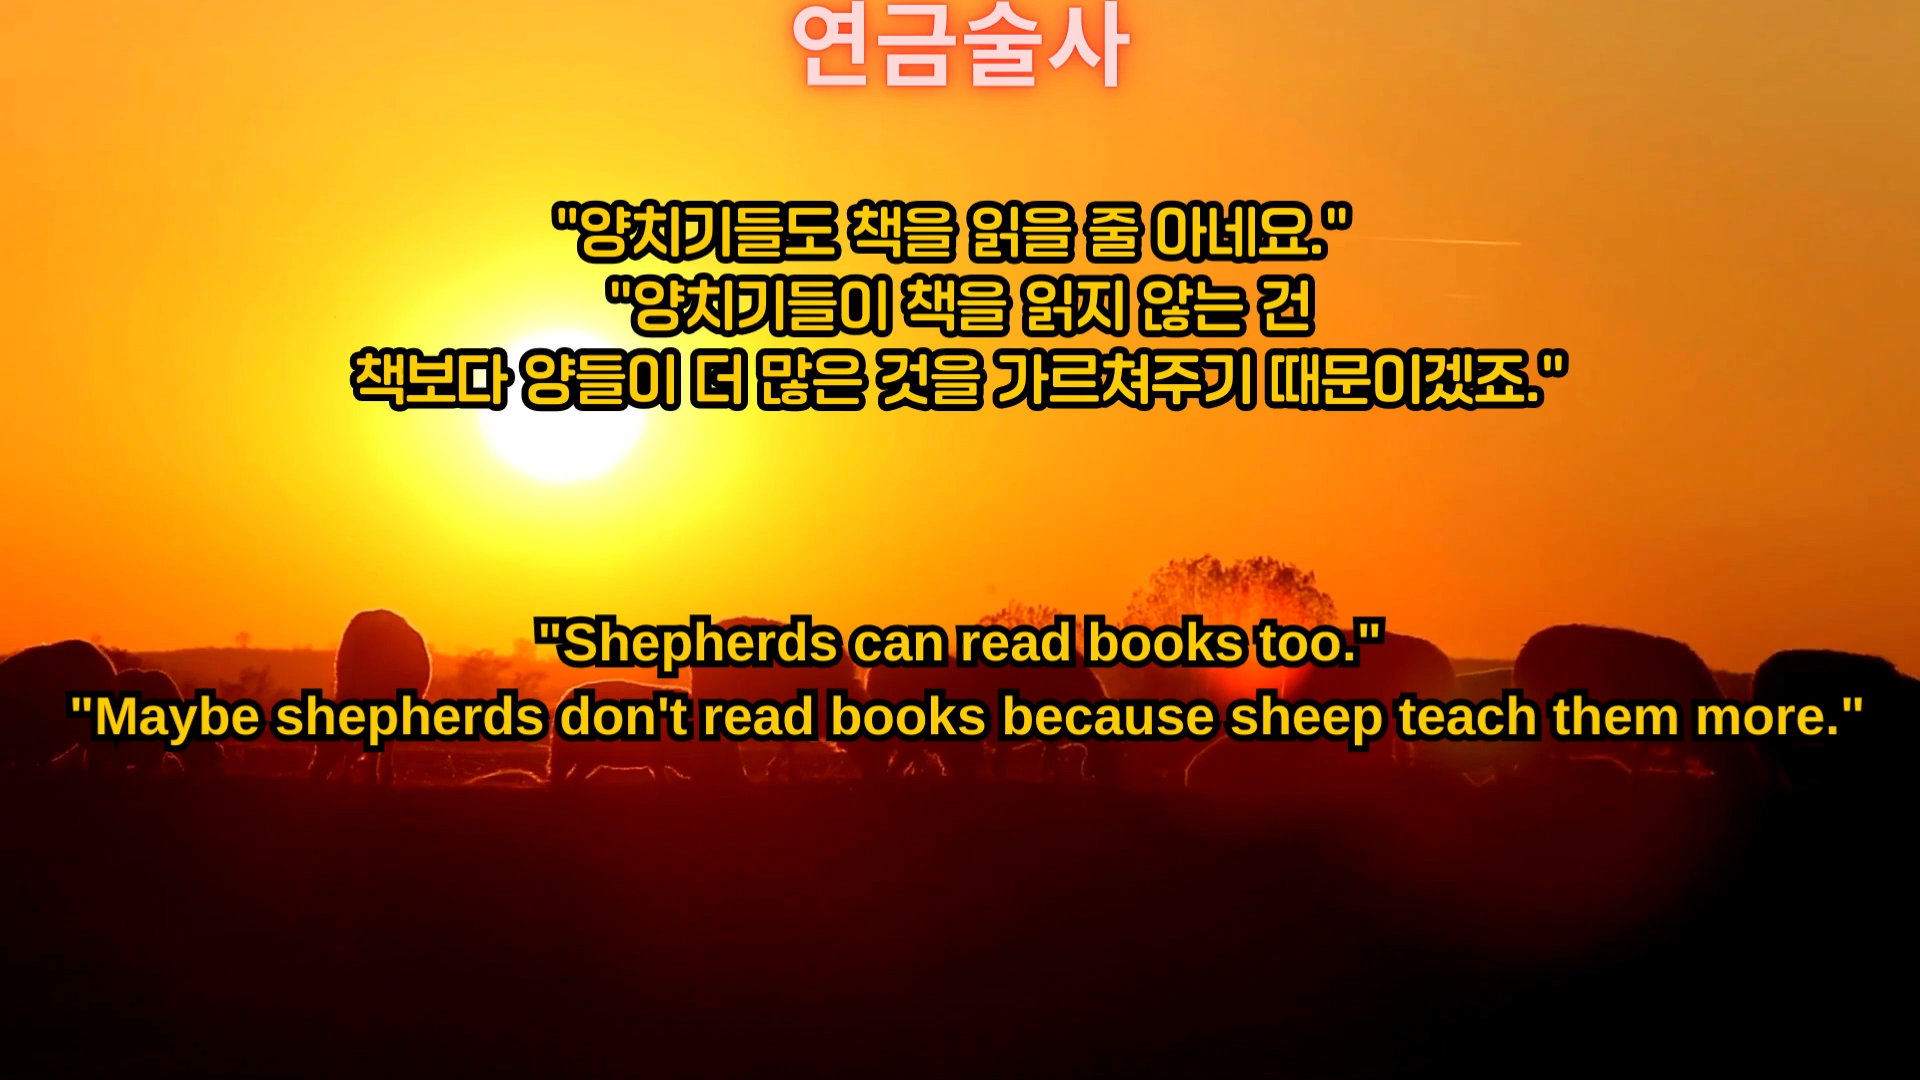 연금술사
"양치기들도 책을 읽을 줄 아네요."
"양치기들이 책을 읽지 않는 건
책보다 양들이 더 많은 것을 가르쳐주기 때문이겠죠."
"Shepherds can read books too."
"Maybe shepherds don't read books because sheep teach them more."